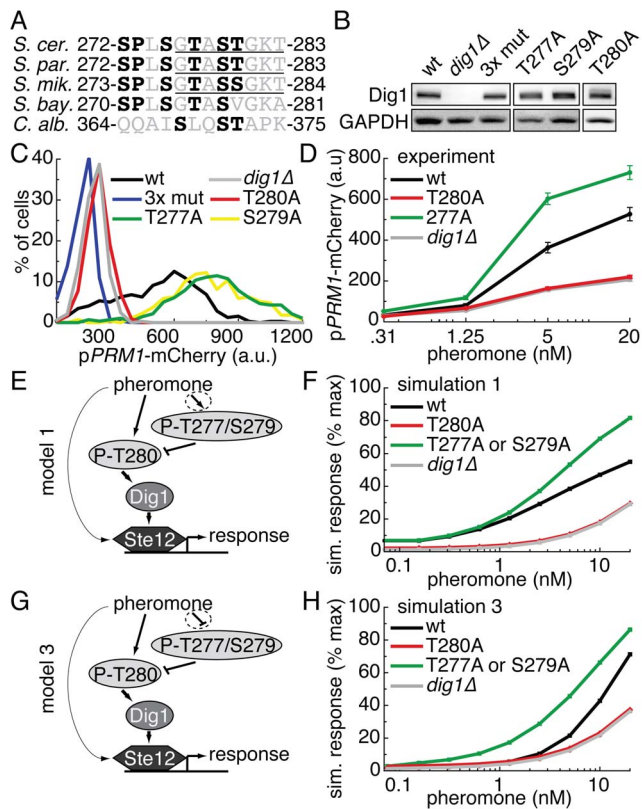 A
S. cer. 272-SPLSGTASTGKT-283
S. par. 272-SPLSGTASTGKT-283
S. mik. 273-SPLSGTSSTGKT-284
S. bay. 270-SPLSGTASVGKA-281
C. alb. 364-QQAISLQSTAPK-375
B
wt dig1Δ 3x mut T277A S279A T280A
Dig1
GAPDH
C
% of cells
40
30
20
10
0
wt dig1Δ
3x mut T280A
T277A S279A
300 600 900 1200
pPRM1-mCherry (a.u.)
D
experiment
pPRM1-mCherry (a.u)
800
600
400
200
0
wt
T280A
277A
dig1Δ
.31 1.25 5 20
pheromone (nM)
E
model 1
pheromone
P-T277/S279
P-T280
Dig1
Ste12
response
F
simulation 1
sim. response (% max)
100
80
60
40
20
0
wt
T280A
T277A or S279A
dig1Δ
0.1 1 10
pheromone (nM)
G
model 3
pheromone
P-T277/S279
P-T280
Dig1
Ste12
response
H
simulation 3
sim. response (% max)
100
80
60
40
20
0
wt
T280A
T277A or S279A
dig1Δ
0.1 1 10
pheromone (nM)